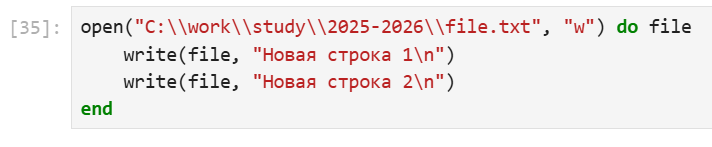 [35]: open("C:\\work\\study\\2025-2026\\file.txt", "w") do file
    write(file, "Новая строка 1\n")
    write(file, "Новая строка 2\n")
end